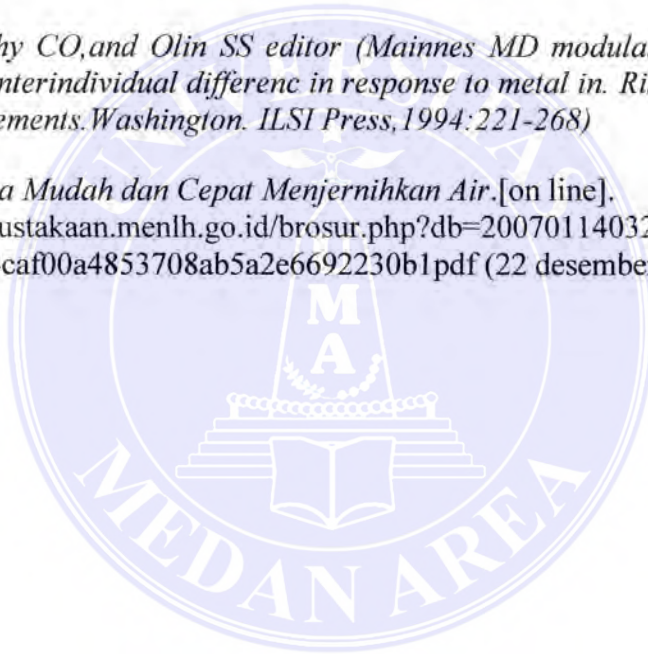 hy CO,and Olin SS editor (Mainnes MD modula
nterindividual differenc in response to metal in. Ri
ements.Washington. ILSI Press,1994:221-268)
a Mudah dan Cepat Menjernihkan Air.[on line].
ustakaan.menlh.go.id/brosur.php?db=20070114032
caf00a4853708ab5a2e6692230b1pdf (22 desember
UNIVERSITAS
U
M
A
MEDAN AREA